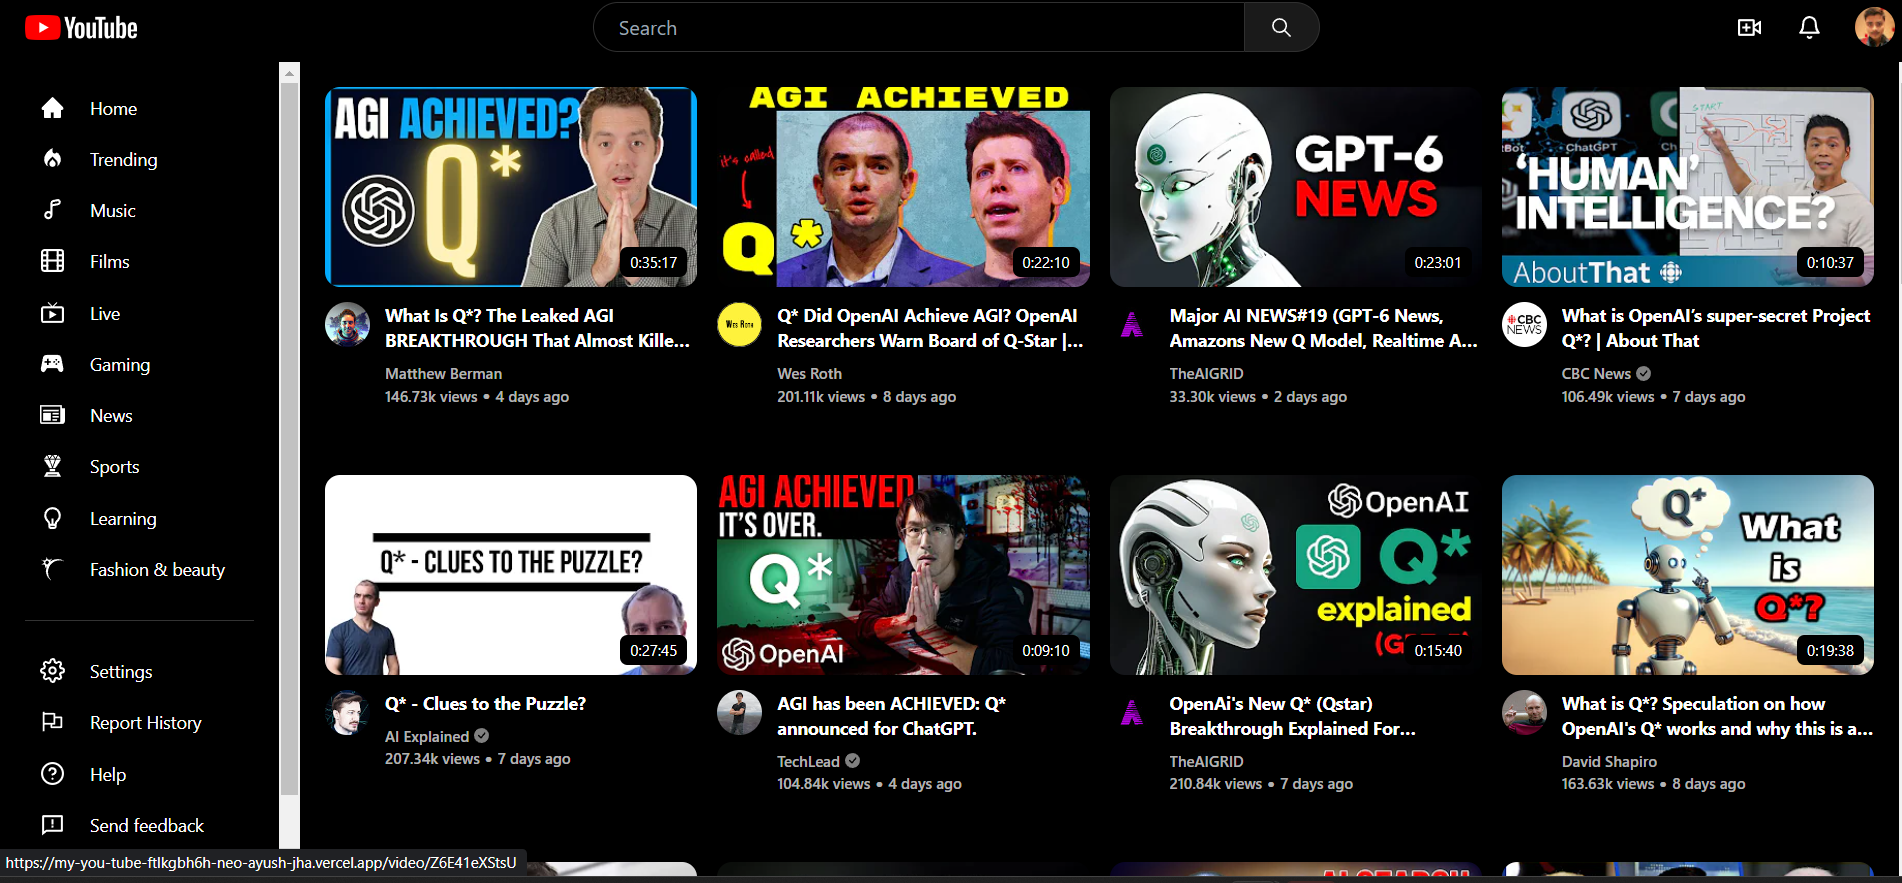 YouTube
Search
Home
Trending
Music
Films
Live
Gaming
News
Sports
Learning
Fashion & beauty
Settings
Report History
Help
Send feedback
AGI ACHIEVED?
Q*
0:35:17
What Is Q*? The Leaked AGI
BREAKTHROUGH That Almost Kille...
Matthew Berman
146.73k views • 4 days ago
AGI ACHIEVED
it's called
Q*
0:22:10
WES ROTH
Q* Did OpenAI Achieve AGI? OpenAI
Researchers Warn Board of Q-Star |...
Wes Roth
201.11k views • 8 days ago
GPT-6
NEWS
0:23:01
Major AI NEWS#19 (GPT-6 News,
Amazons New Q Model, Realtime A...
TheAIGRID
33.30k views • 2 days ago
START
Bot
ChatGPT
'HUMAN'
INTELLIGENCE?
AboutThat
0:10:37
CBC
NEWS
What is OpenAI’s super-secret Project
Q*? | About That
CBC News
106.49k views • 7 days ago
Q* - CLUES TO THE PUZZLE?
0:27:45
Q* - Clues to the Puzzle?
AI Explained
207.34k views • 7 days ago
AGI ACHIEVED
IT'S OVER.
Q*
OpenAI
0:09:10
AGI has been ACHIEVED: Q*
announced for ChatGPT.
TechLead
104.84k views • 4 days ago
OpenAI
Q*
explained
0:15:40
OpenAi's New Q* (Qstar)
Breakthrough Explained For...
TheAIGRID
210.84k views • 7 days ago
Q*
What
is
Q*?
0:19:38
What is Q*? Speculation on how
OpenAI's Q* works and why this is a...
David Shapiro
163.63k views • 8 days ago
https://my-you-tube-ftlkgbh6h-neo-ayush-jha.vercel.app/video/Z6E41eXStsU